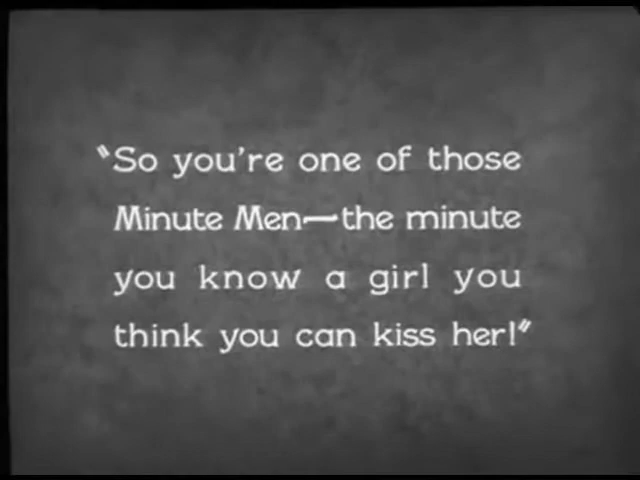 "So you're one of those
Minute Men—the minute
you know a girl you
think you can kiss her!"